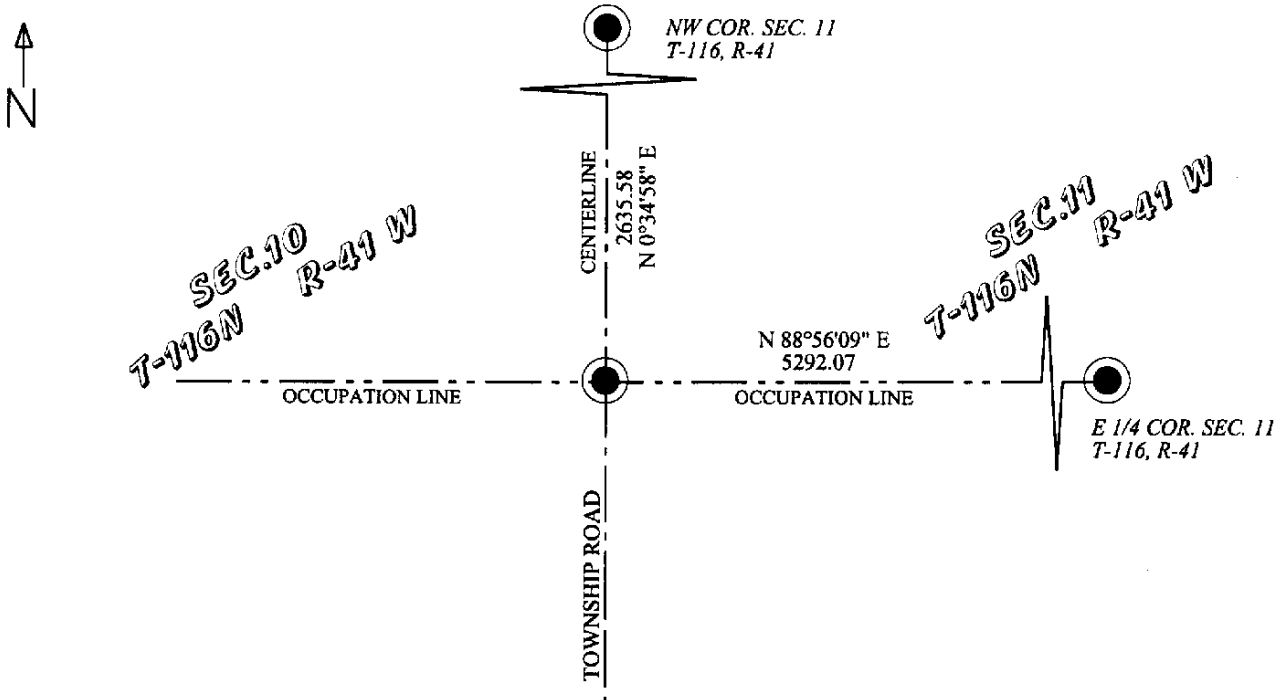 NW COR. SEC. 11
T-116, R-41
N
CENTERLINE
2635.58
N 0°34'58" E
SEC.10
T-116N R-41 W
SEC.11
T-116N R-41 W
N 88°56'09" E
5292.07
OCCUPATION LINE
OCCUPATION LINE
E 1/4 COR. SEC. 11
T-116, R-41
TOWNSHIP ROAD